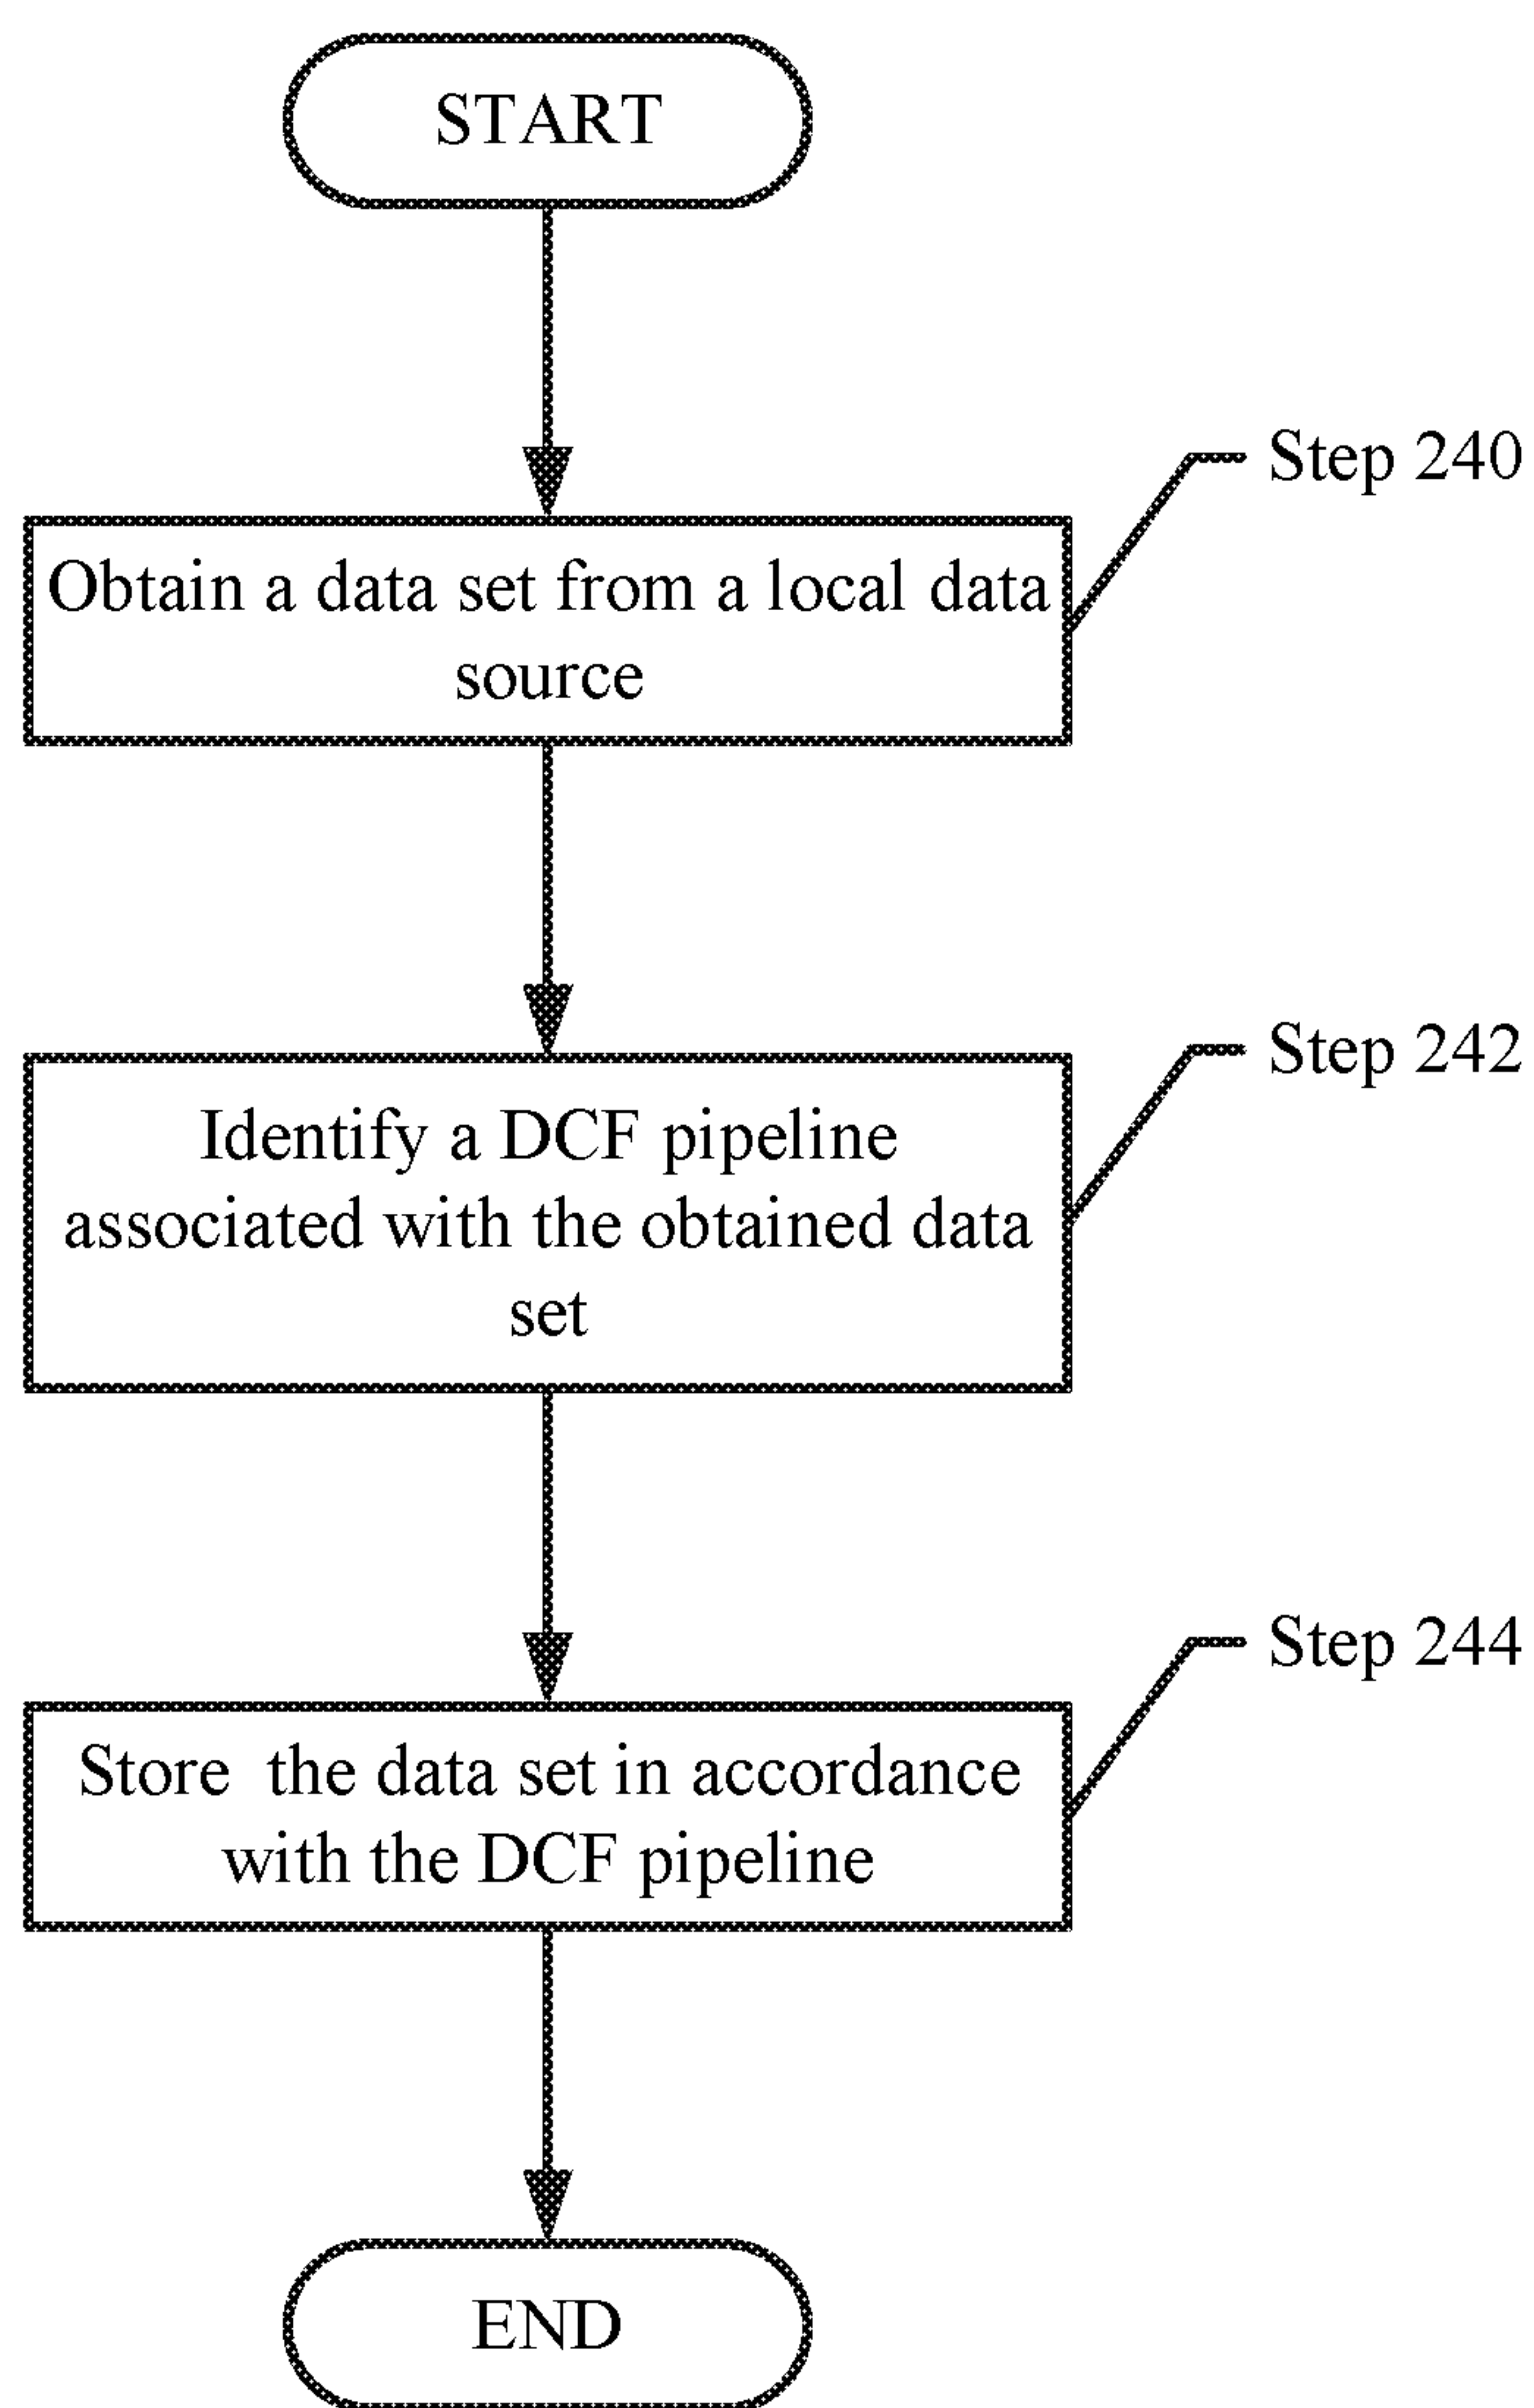 START
Step 240
Obtain a data set from a local data
source
Step 242
Identify a DCF pipeline
associated with the obtained data
set
Step 244
Store  the data set in accordance
with the DCF pipeline
END